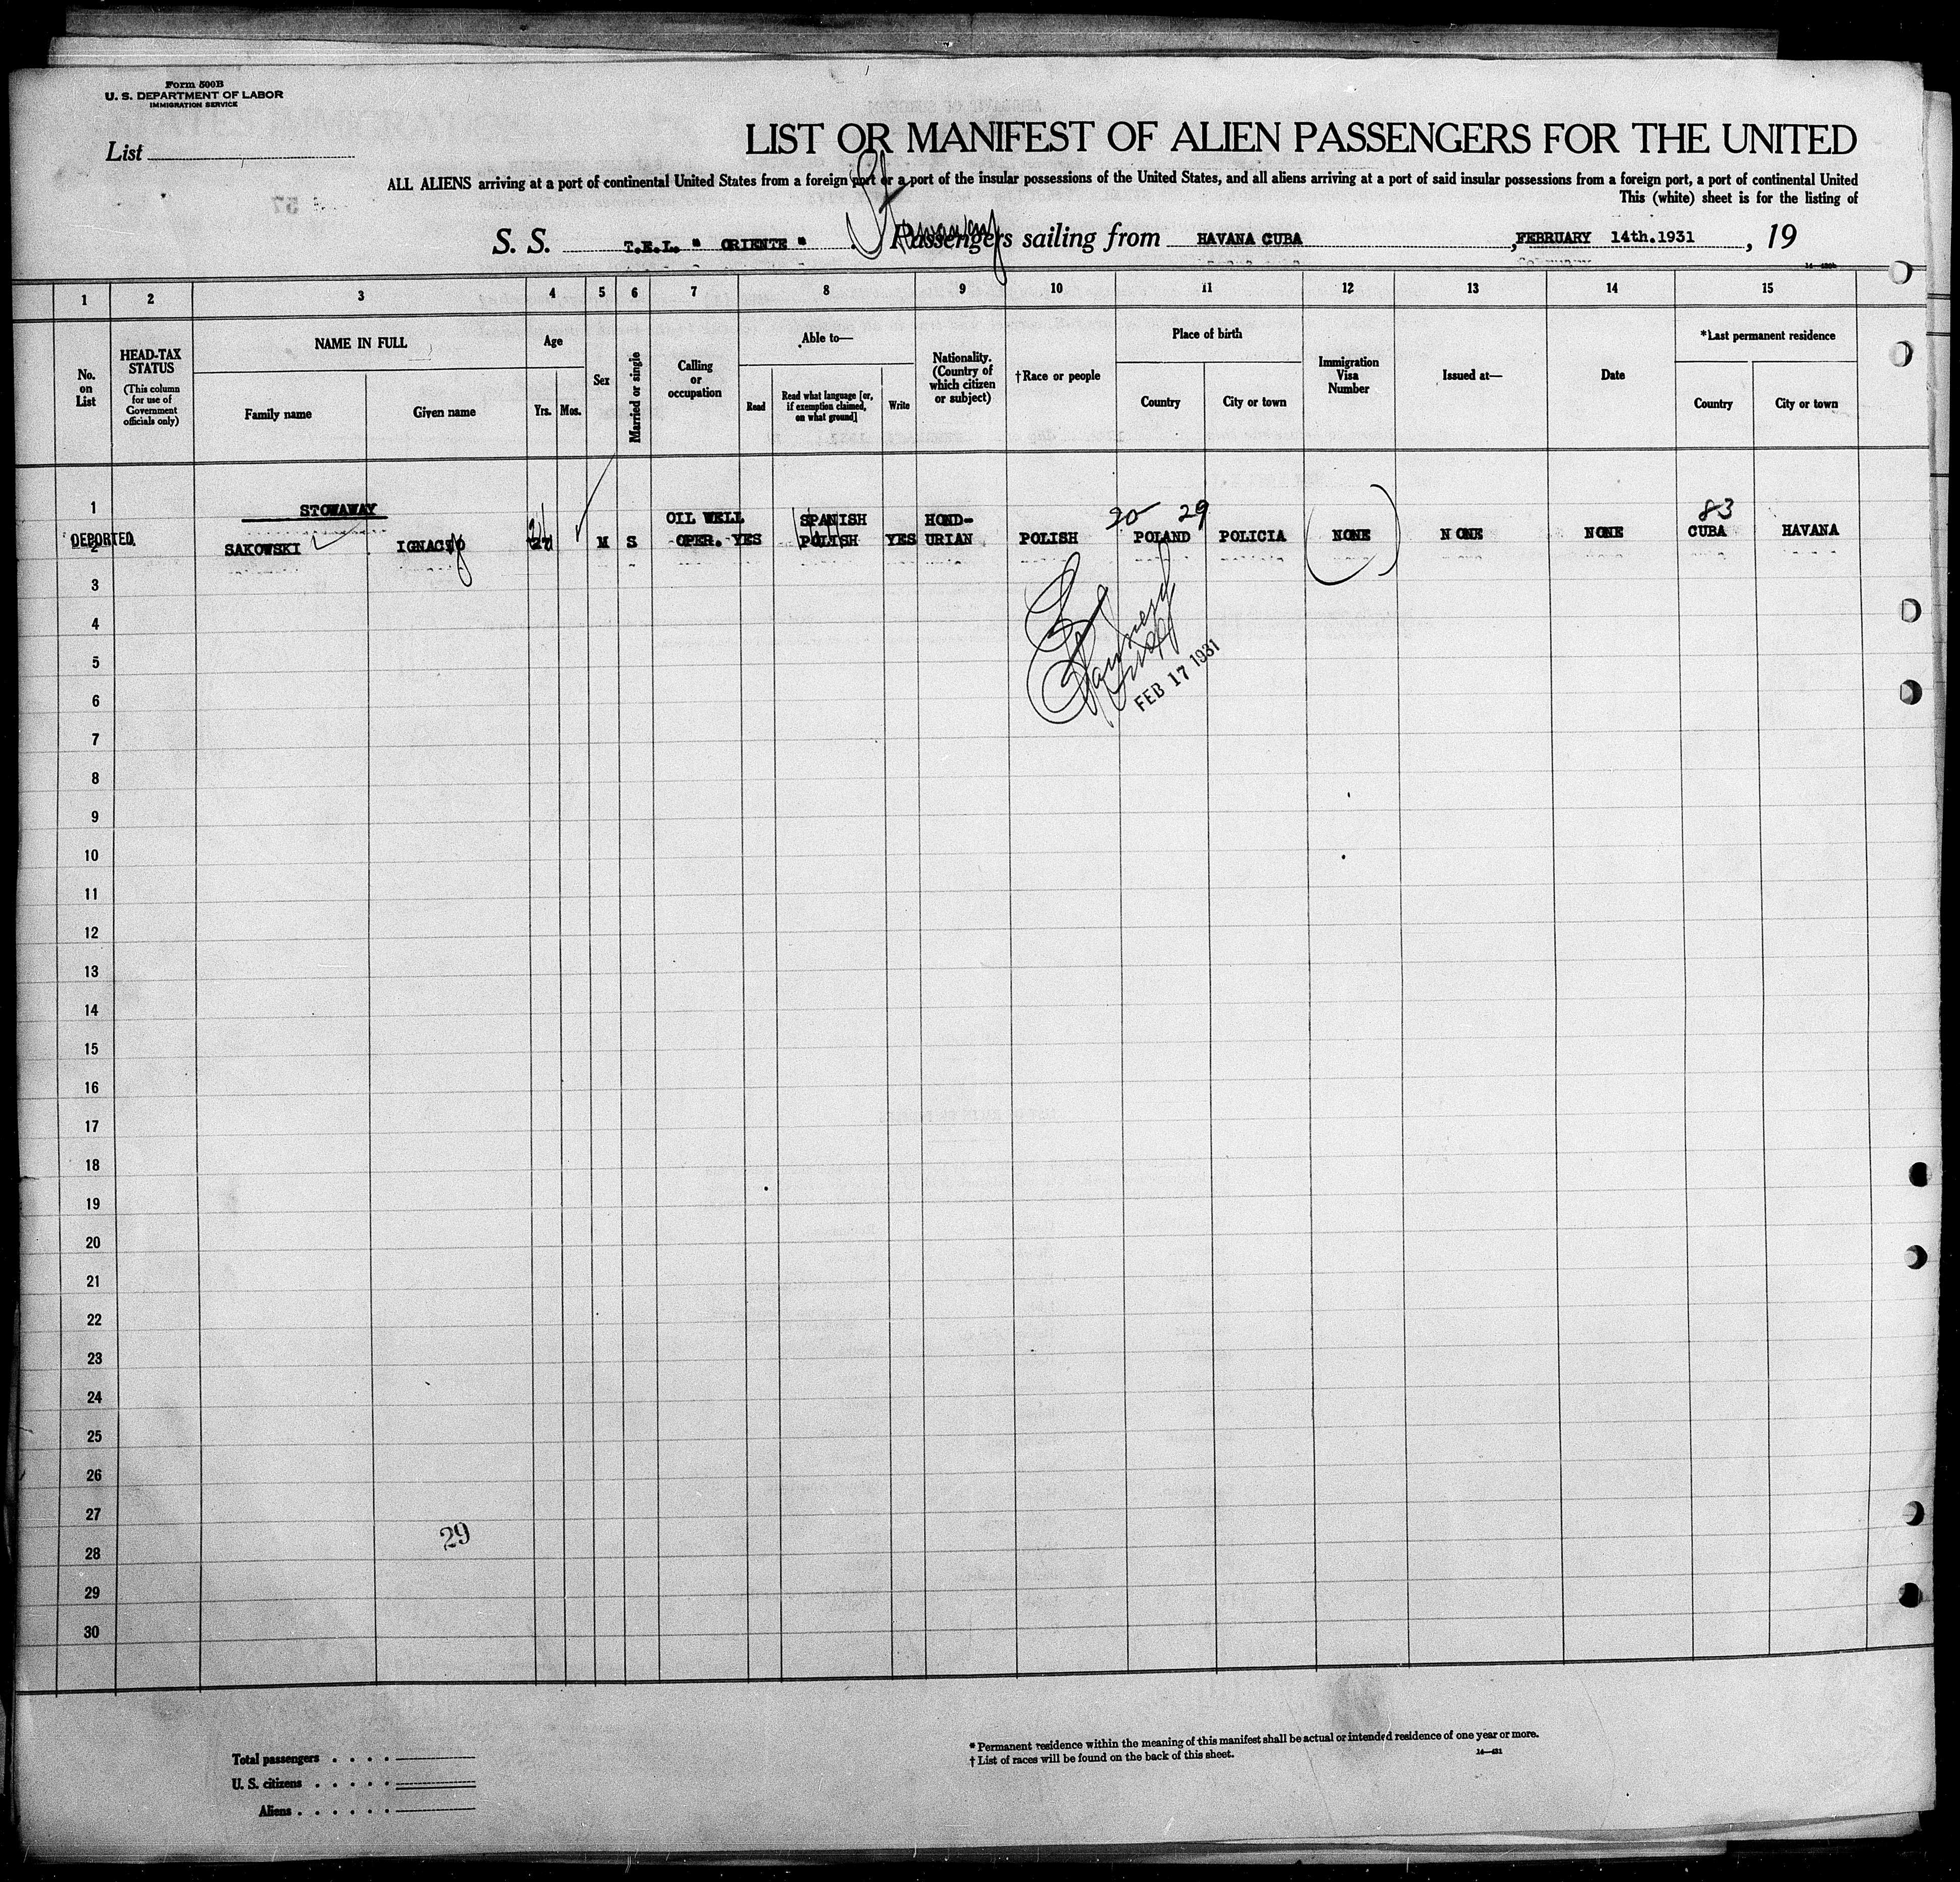 Form 500B
U. S. DEPARTMENT OF LABOR
IMMIGRATION SERVICE
List
LIST OR MANIFEST OF ALIEN PASSENGERS FOR THE UNITED
ALL ALIENS arriving at a port of continental United States from a foreign port or a port of the insular possessions of the United States, and all aliens arriving at a port of said insular possessions from a foreign port, a port of continental United
This (white) sheet is for the listing of
S. S. T.E.L. " ORIENTE " Stowaway Passengers sailing from HAVANA CUBA, FEBRUARY 14th.1931, 19
1 2 3 4 5 6 7 8 9 10 11 12 13 14 15
No. on List
HEAD-TAX STATUS
(This column for use of Government officials only)
NAME IN FULL
Family name
Given name
Age
Yrs.
Mos.
Sex
Married or single
Calling or occupation
Able to—
Read
Read what language [or, if exemption claimed, on what ground]
Write
Nationality. (Country of which citizen or subject)
†Race or people
Place of birth
Country
City or town
Immigration Visa Number
Issued at—
Date
*Last permanent residence
Country
City or town
1 STOWAWAY
OIL WELL SPANISH HOND- 20 29 83
DEPORTED 2 SAKOWSKI IGNACIO M S OPER. YES POLISH YES URIAN POLISH POLAND POLICIA NONE NONE NONE CUBA HAVANA
3
4
5
6
FEB 17 1931
7
8
9
10
11
12
13
14
15
16
17
18
19
20
21
22
23
24
25
26
27
29
28
29
30
Total passengers
U. S. citizens
Aliens
* Permanent residence within the meaning of this manifest shall be actual or intended residence of one year or more.
† List of races will be found on the back of this sheet.
14—431